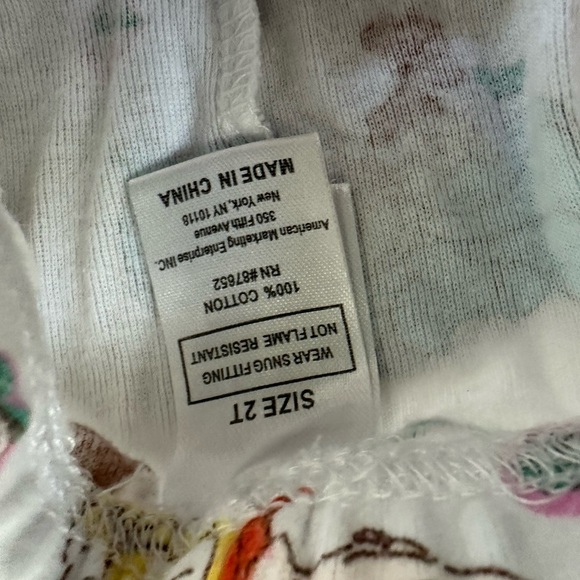 SIZE 2T
WEAR SNUG FITTING
NOT FLAME RESISTANT
100% COTTON
RN#87652
American Marketing Enterprise INC.
350 Fifth Avenue
New York, NY 10118
MADE IN CHINA